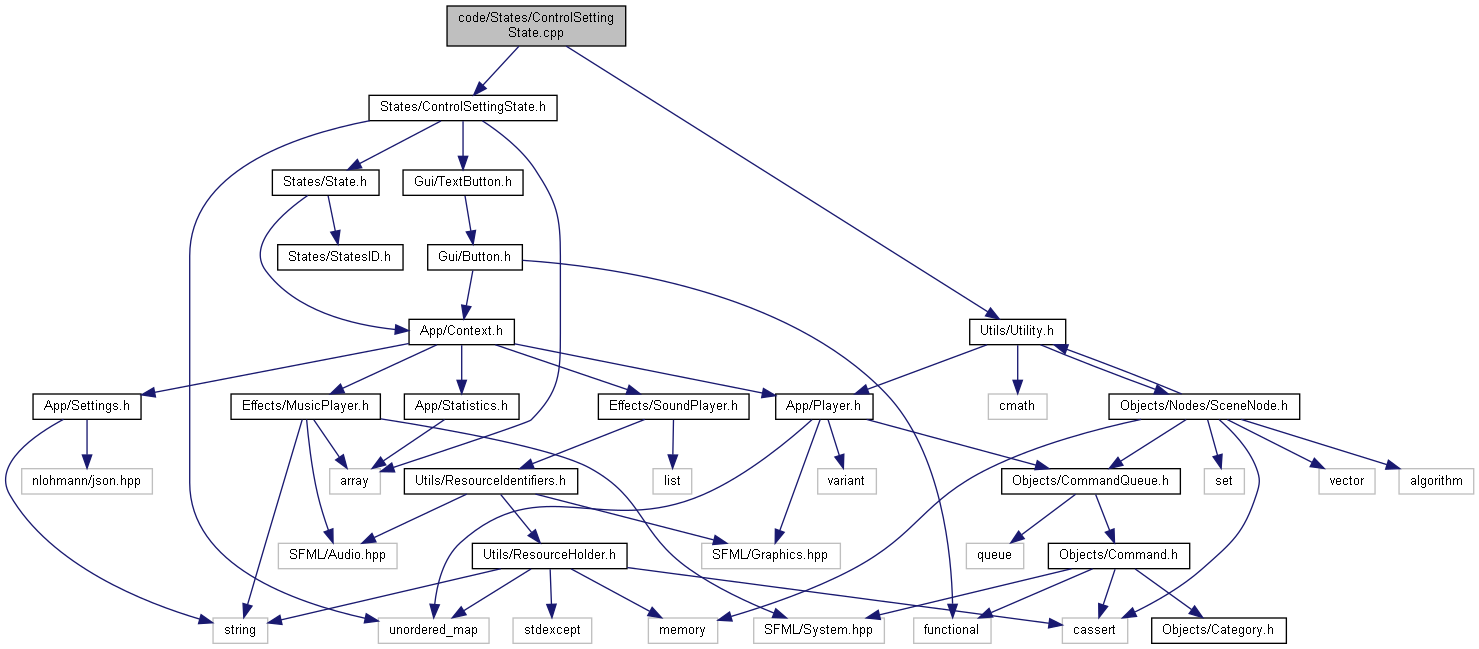 code/States/ControlSetting
State.cpp
States/ControlSettingState.h
States/State.h
Gui/TextButton.h
States/StatesID.h
Gui/Button.h
App/Context.h
Utils/Utility.h
App/Settings.h
Effects/MusicPlayer.h
App/Statistics.h
Effects/SoundPlayer.h
App/Player.h
cmath
Objects/Nodes/SceneNode.h
nlohmann/json.hpp
array
Utils/ResourceIdentifiers.h
list
variant
Objects/CommandQueue.h
set
vector
algorithm
SFML/Audio.hpp
Utils/ResourceHolder.h
SFML/Graphics.hpp
queue
Objects/Command.h
string
unordered_map
stdexcept
memory
SFML/System.hpp
functional
cassert
Objects/Category.h